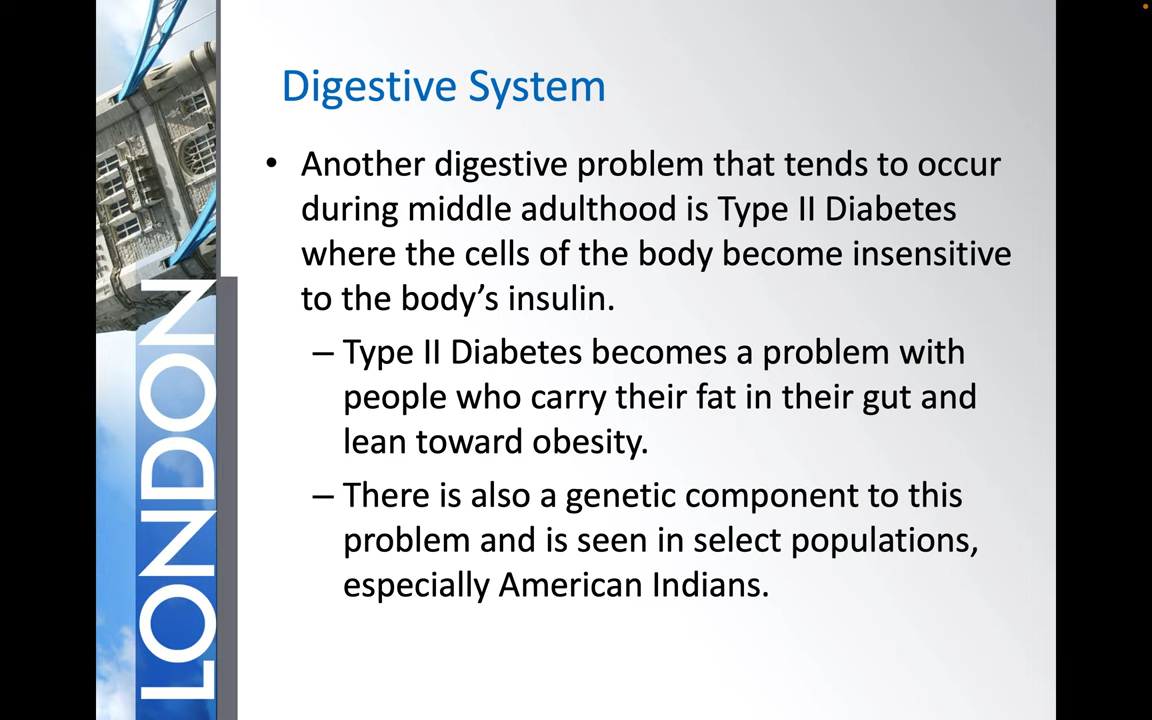 Digestive System
• Another digestive problem that tends to occur
during middle adulthood is Type II Diabetes
where the cells of the body become insensitive
to the body’s insulin.
– Type II Diabetes becomes a problem with
people who carry their fat in their gut and
lean toward obesity.
– There is also a genetic component to this
problem and is seen in select populations,
especially American Indians.
LONDON